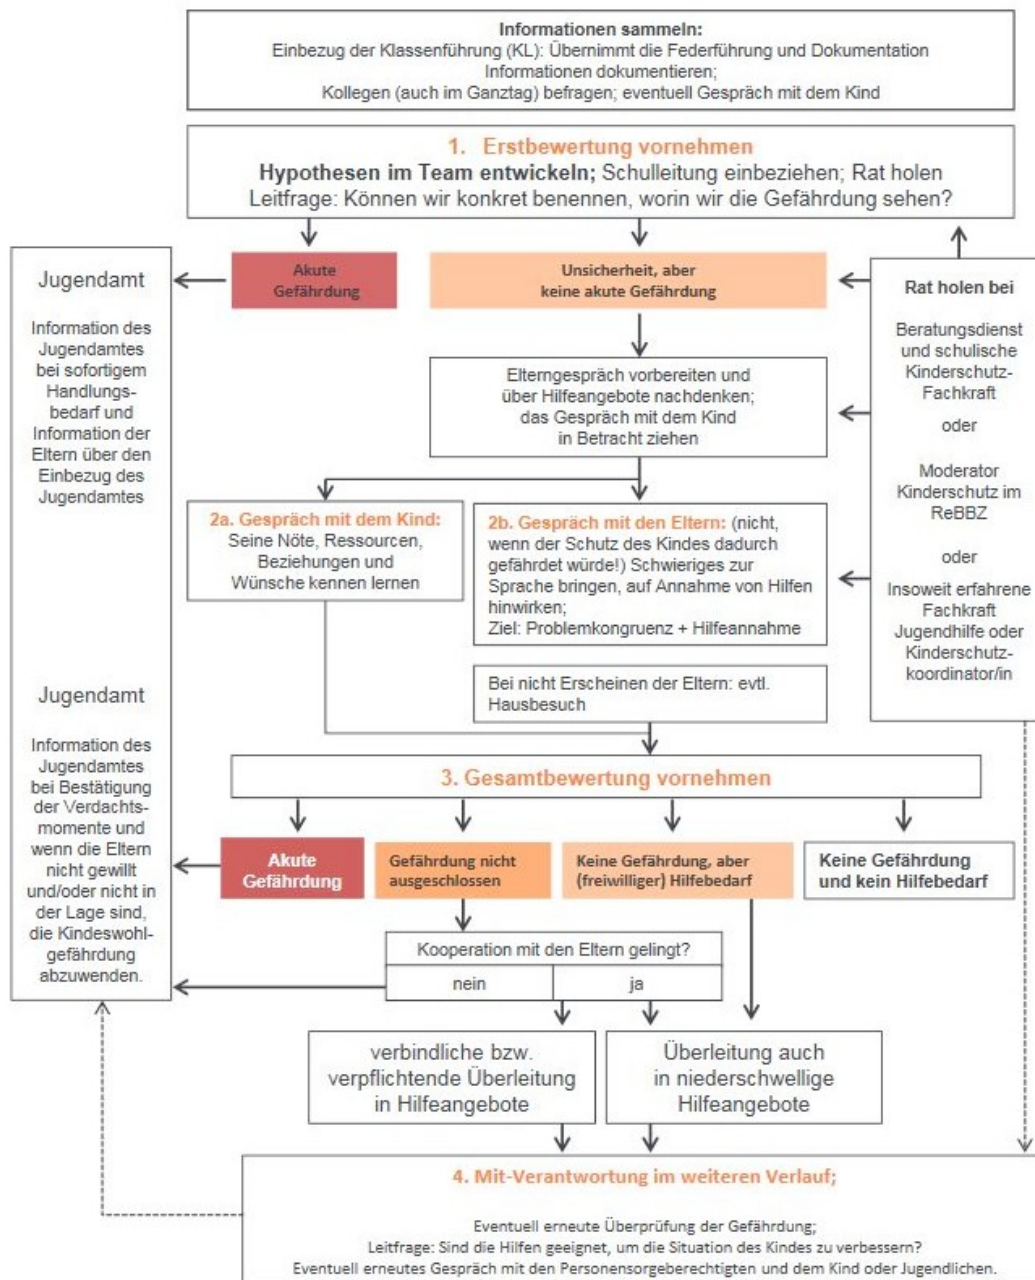 Informationen sammeln:
Einbezug der Klassenführung (KL): Übernimmt die Federführung und Dokumentation
Informationen dokumentieren;
Kollegen (auch im Ganztag) befragen; eventuell Gespräch mit dem Kind
1. Erstbewertung vornehmen
Hypothesen im Team entwickeln; Schulleitung einbeziehen; Rat holen
Leitfrage: Können wir konkret benennen, worin wir die Gefährdung sehen?
Jugendamt
Information des
Jugendamtes
bei sofortigem
Handlungs-
bedarf und
Information der
Eltern über den
Einbezug des
Jugendamtes
Akute
Gefährdung
Unsicherheit, aber
keine akute Gefährdung
Rat holen bei
Beratungsdienst
und schulische
Kinderschutz-
Fachkraft
oder
Moderator
Kinderschutz im
ReBBZ
oder
Insoweit erfahrene
Fachkraft
Jugendhilfe oder
Kinderschutz-
koordinator/in
Elterngespräch vorbereiten und
über Hilfeangebote nachdenken;
das Gespräch mit dem Kind
in Betracht ziehen
2a. Gespräch mit dem Kind:
Seine Nöte, Ressourcen,
Beziehungen und
Wünsche kennen lernen
2b. Gespräch mit den Eltern: (nicht,
wenn der Schutz des Kindes dadurch
gefährdet würde!) Schwieriges zur
Sprache bringen, auf Annahme von Hilfen
hinwirken;
Ziel: Problemkongruenz + Hilfeannahme
Bei nicht Erscheinen der Eltern: evtl.
Hausbesuch
Jugendamt
Information des
Jugendamtes
bei Bestätigung
der Verdachts-
momente und
wenn die Eltern
nicht gewillt
und/oder nicht in
der Lage sind,
die Kindeswohl-
gefährdung
abzuwenden.
3. Gesamtbewertung vornehmen
Akute
Gefährdung
Gefährdung nicht
ausgeschlossen
Keine Gefährdung, aber
(freiwilliger) Hilfebedarf
Keine Gefährdung
und kein Hilfebedarf
Kooperation mit den Eltern gelingt?
nein
ja
verbindliche bzw.
verpflichtende Überleitung
in Hilfeangebote
Überleitung auch
in niederschwellige
Hilfeangebote
4. Mit-Verantwortung im weiteren Verlauf;
Eventuell erneute Überprüfung der Gefährdung;
Leitfrage: Sind die Hilfen geeignet, um die Situation des Kindes zu verbessern?
Eventuell erneutes Gespräch mit den Personensorgeberechtigten und dem Kind oder Jugendlichen.